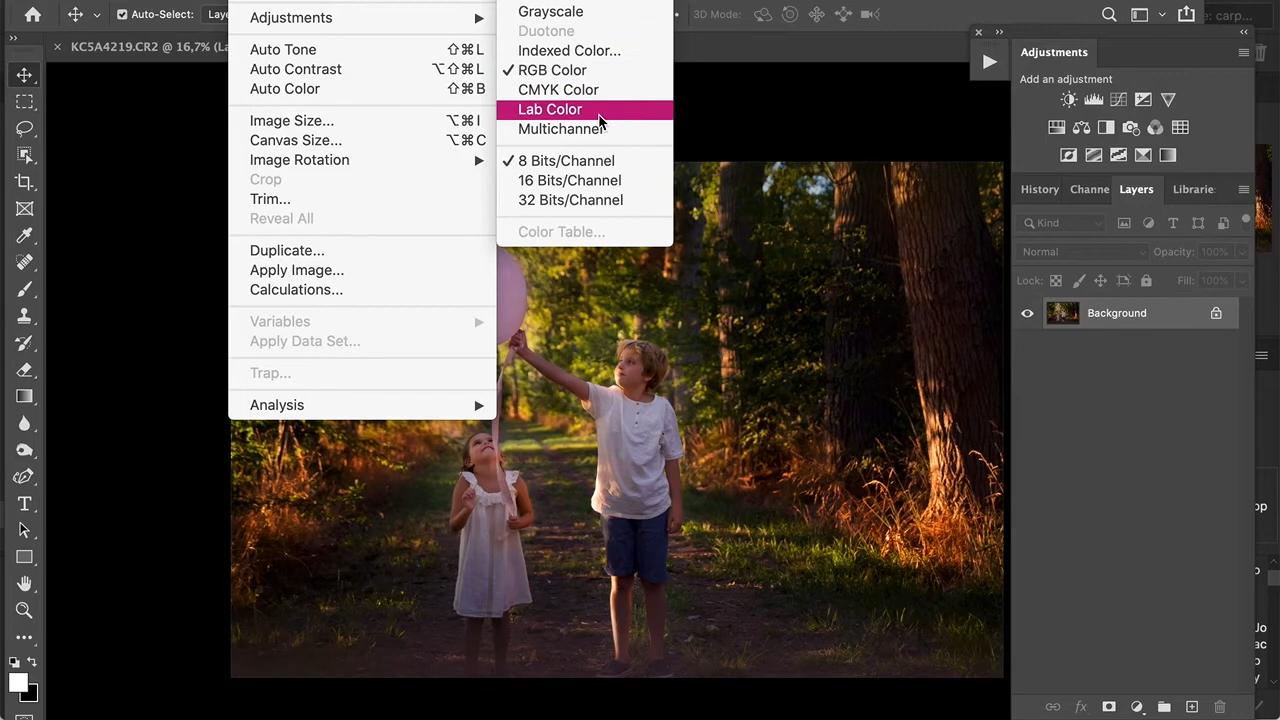 Auto-Select:
3D Mode:
KC5A4219.CR2 @ 16,7% (La
Adjustments
Auto Tone ⇧⌘L
Auto Contrast ⌥⇧⌘L
Auto Color ⇧⌘B
Image Size... ⌥⌘I
Canvas Size... ⌥⌘C
Image Rotation
Crop
Trim...
Reveal All
Duplicate...
Apply Image...
Calculations...
Variables
Apply Data Set...
Trap...
Analysis
Grayscale
Duotone
Indexed Color...
✓ RGB Color
CMYK Color
Lab Color
Multichannel
✓ 8 Bits/Channel
16 Bits/Channel
32 Bits/Channel
Color Table...
Adjustments
Add an adjustment
History Channe Layers Librarie
Kind
Normal Opacity: 100%
Lock: Fill: 100%
Background